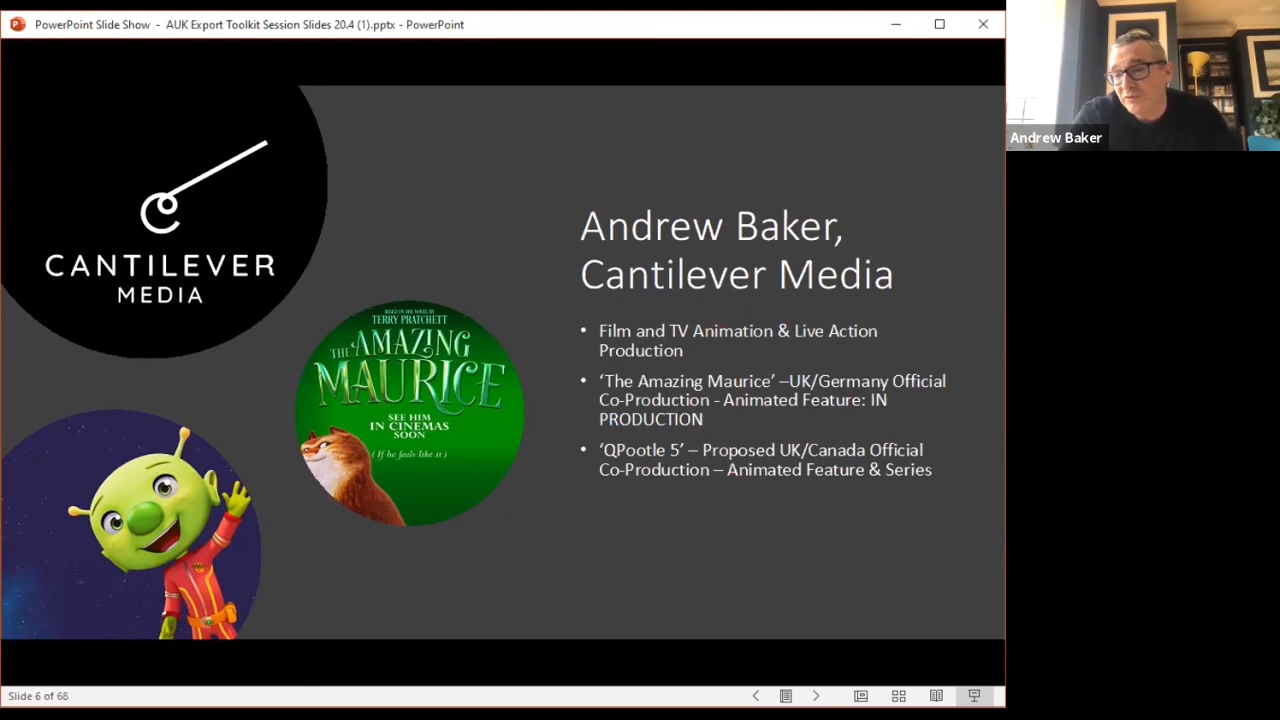 PowerPoint Slide Show - AUK Export Toolkit Session Slides 20.4 (1).pptx - PowerPoint
Andrew Baker
CANTILEVER
MEDIA
BASED ON THE NOVEL BY
TERRY PRATCHETT
THE AMAZING
MAURICE
SEE HIM
IN CINEMAS
SOON
( If he feels like it )
Andrew Baker,
Cantilever Media
• Film and TV Animation & Live Action
Production
• ‘The Amazing Maurice’ –UK/Germany Official
Co-Production - Animated Feature: IN
PRODUCTION
• ‘QPootle 5’ – Proposed UK/Canada Official
Co-Production – Animated Feature & Series
Slide 6 of 68